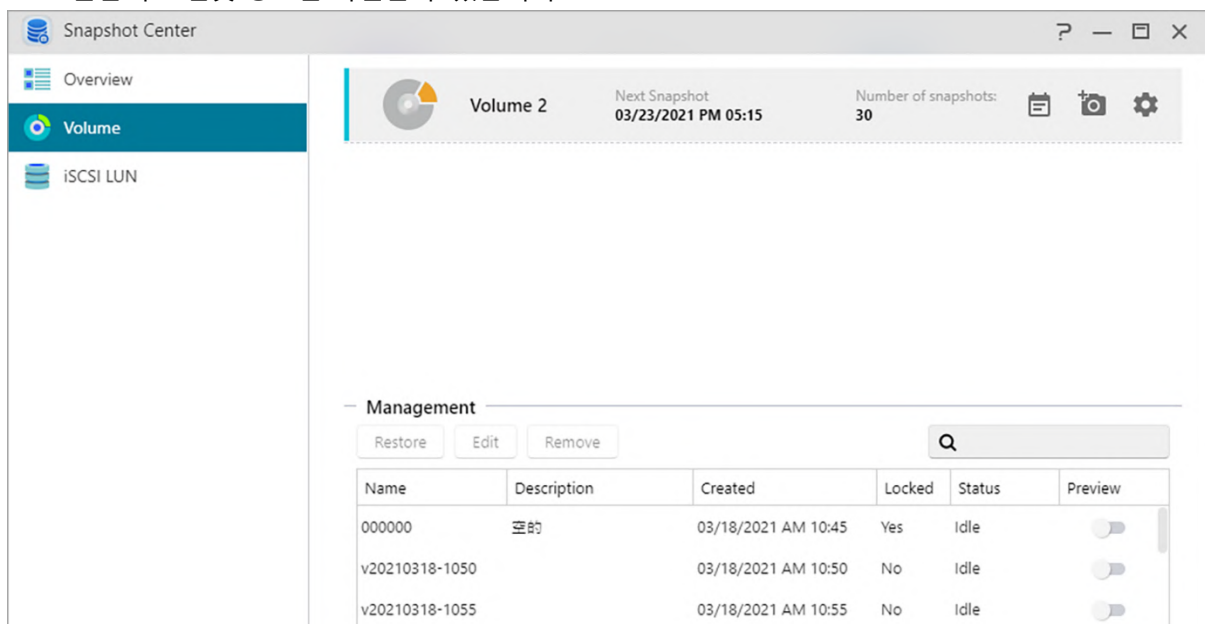 Snapshot Center
Overview
Volume
iSCSI LUN
Volume 2
Next Snapshot
03/23/2021 PM 05:15
Number of snapshots:
30
Management
Restore Edit Remove
Name Description Created Locked Status Preview
000000 空的 03/18/2021 AM 10:45 Yes Idle
v20210318-1050 03/18/2021 AM 10:50 No Idle
v20210318-1055 03/18/2021 AM 10:55 No Idle